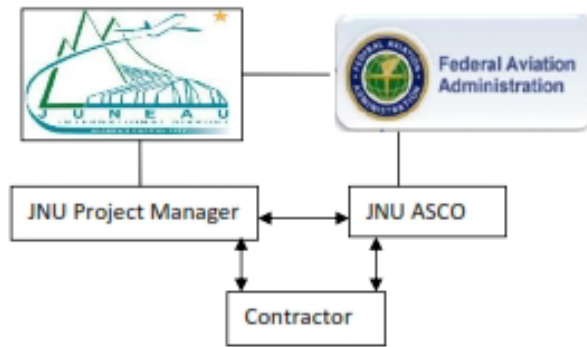 JUNEAU
INTERNATIONAL AIRPORT
Federal Aviation
Administration
JNU Project Manager
JNU ASCO
Contractor